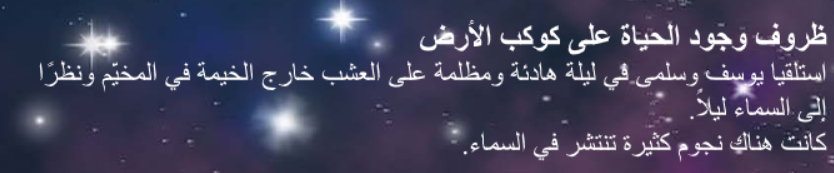 ظروف وجود الحياة على كوكب الأرض
استلقيا يوسف وسلمى في ليلة هادئة ومظلمة على العشب خارج الخيمة في المخيّم ونظرًا
إلى السماء ليلاً.
كانت هناك نجوم كثيرة تنتشر في السماء.